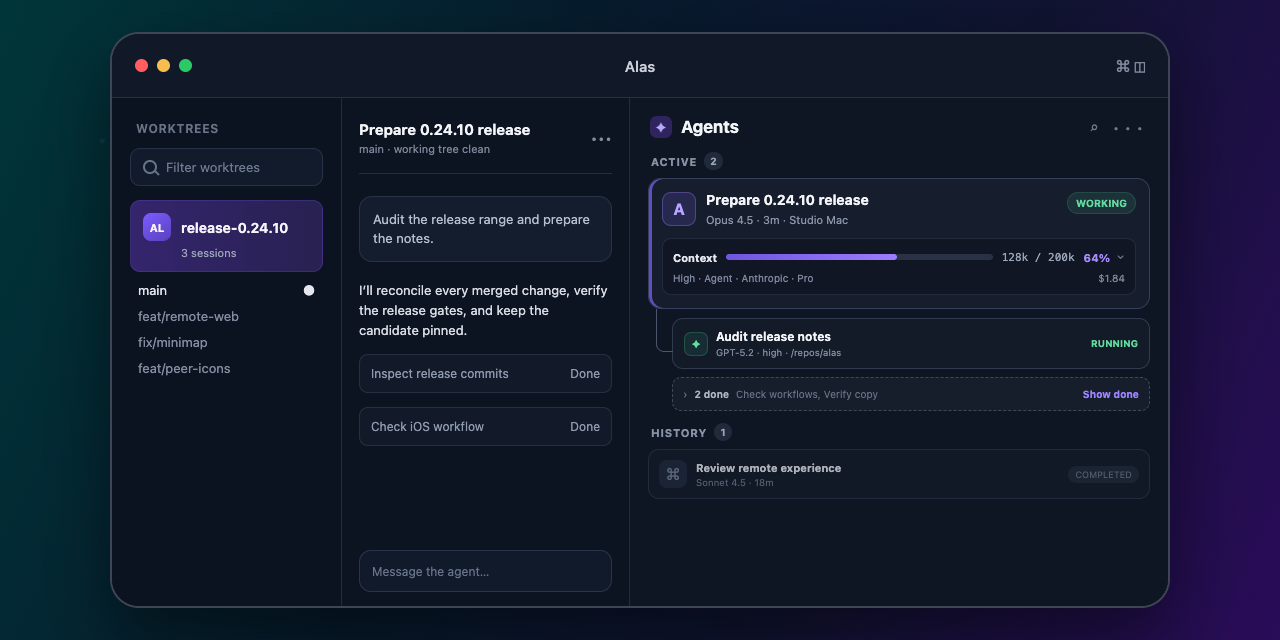 Alas
⌘
WORKTREES
Filter worktrees
AL
release-0.24.10
3 sessions
main
feat/remote-web
fix/minimap
feat/peer-icons
Prepare 0.24.10 release
main · working tree clean
Audit the release range and prepare
the notes.
I’ll reconcile every merged change, verify
the release gates, and keep the
candidate pinned.
Inspect release commits Done
Check iOS workflow Done
Message the agent…
Agents
ACTIVE 2
A
Prepare 0.24.10 release
WORKING
Opus 4.5 · 3m · Studio Mac
Context 128k / 200k 64%
High · Agent · Anthropic · Pro $1.84
Audit release notes
RUNNING
GPT-5.2 · high · /repos/alas
› 2 done Check workflows, Verify copy Show done
HISTORY 1
⌘
Review remote experience
COMPLETED
Sonnet 4.5 · 18m